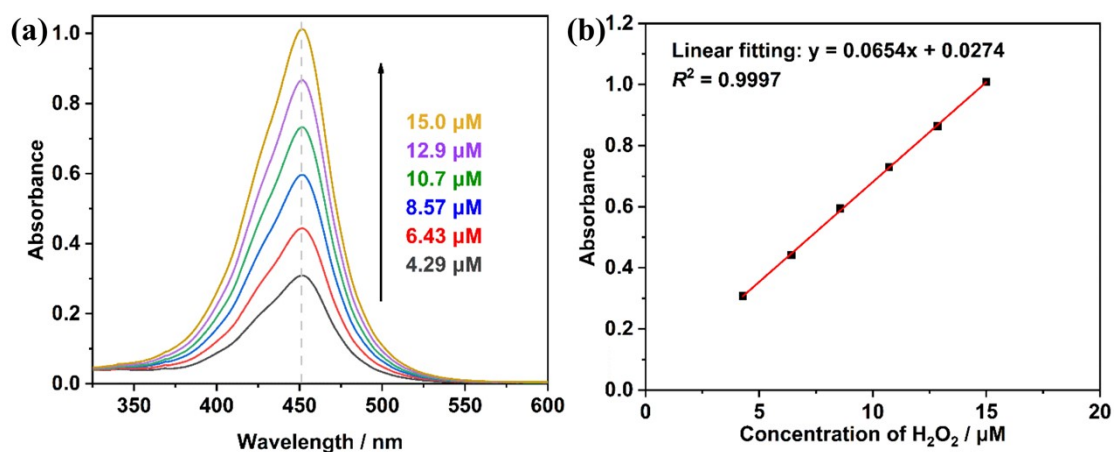 (a)
Absorbance
1.0
0.8
0.6
0.4
0.2
0.0
15.0 µM
12.9 µM
10.7 µM
8.57 µM
6.43 µM
4.29 µM
350
400
450
500
550
600
Wavelength / nm
(b)
Absorbance
1.2
1.0
0.8
0.6
0.4
0.2
0.0
Linear fitting: y = 0.0654x + 0.0274
R² = 0.9997
0
5
10
15
20
Concentration of H₂O₂ / µM